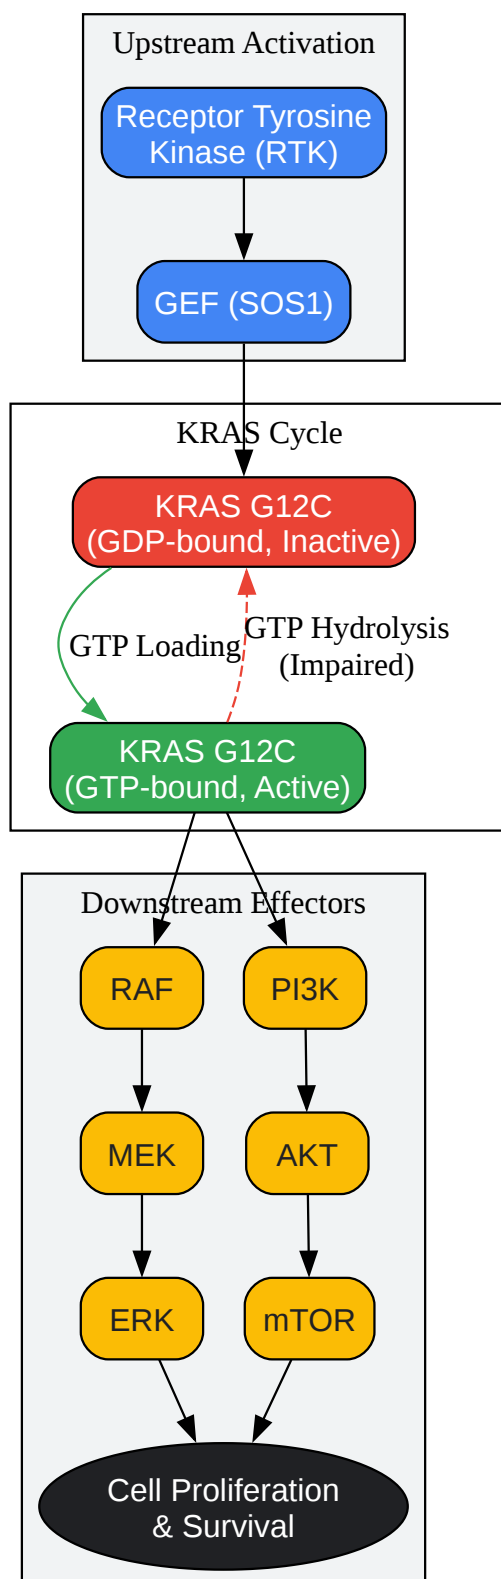 Upstream Activation
Receptor Tyrosine
Kinase (RTK)
GEF (SOS1)
KRAS Cycle
KRAS G12C
(GDP-bound, Inactive)
GTP Loading
GTP Hydrolysis
(Impaired)
KRAS G12C
(GTP-bound, Active)
Downstream Effectors
RAF
PI3K
MEK
AKT
ERK
mTOR
Cell Proliferation
& Survival